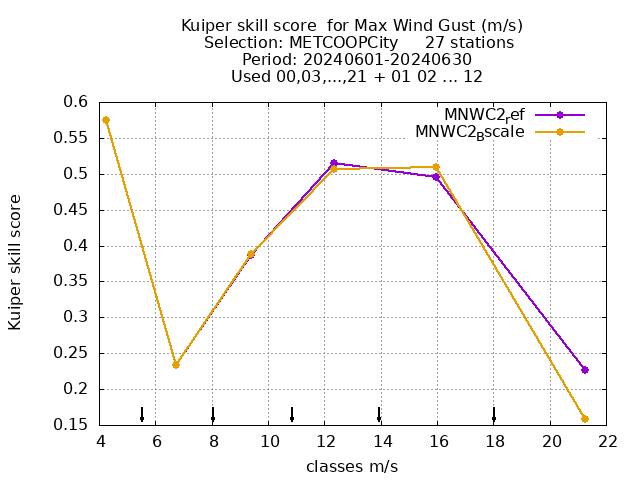 Kuiper skill score  for Max Wind Gust (m/s)
Selection: METCOOPCity     27 stations
Period: 20240601-20240630
Used 00,03,...,21 + 01 02 ... 12
MNWC2ref
MNWC2Bscale
0.6
0.55
0.5
0.45
0.4
0.35
0.3
0.25
0.2
0.15
Kuiper skill score
4 6 8 10 12 14 16 18 20 22
classes m/s